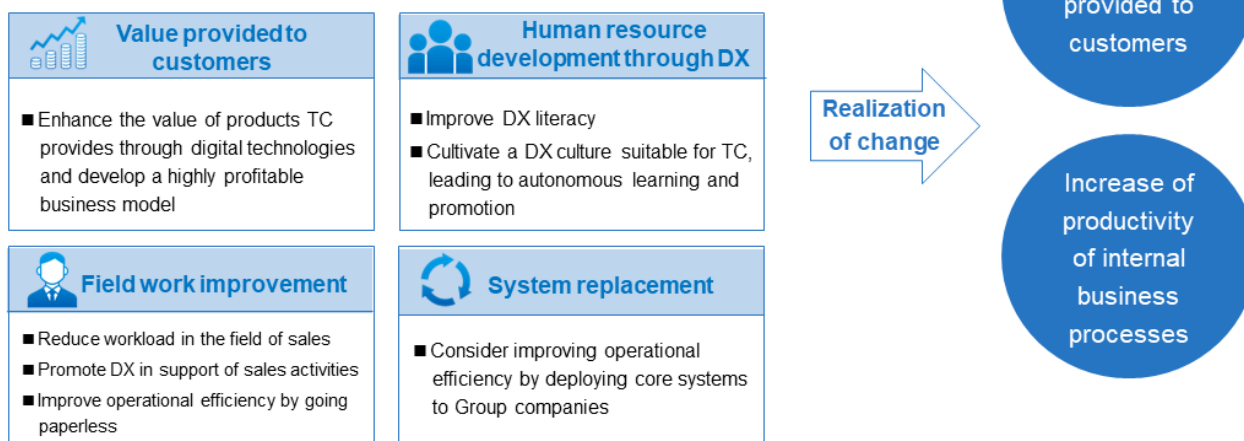 Value provided to
customers
■ Enhance the value of products TC
provides through digital technologies
and develop a highly profitable
business model
Human resource
development through DX
■ Improve DX literacy
■ Cultivate a DX culture suitable for TC,
leading to autonomous learning and
promotion
Field work improvement
■ Reduce workload in the field of sales
■ Promote DX in support of sales activities
■ Improve operational efficiency by going
paperless
System replacement
■ Consider improving operational
efficiency by deploying core systems
to Group companies
Realization
of change
provided to
customers
Increase of
productivity
of internal
business
processes